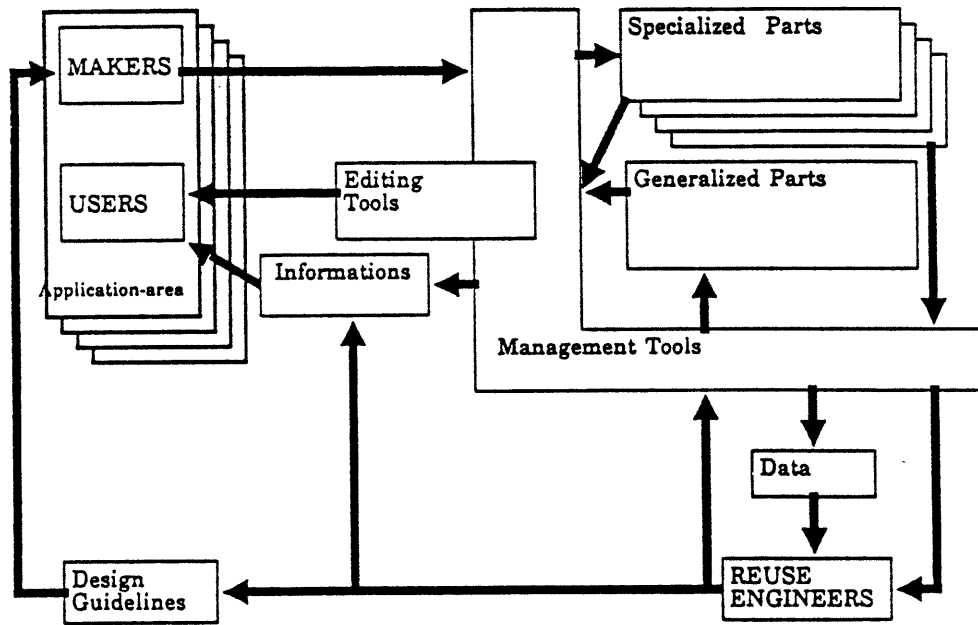 MAKERS
Specialized Parts
USERS
Editing
Tools
Generalized Parts
Informations
Application-area
Management Tools
Data
Design
Guidelines
REUSE
ENGINEERS